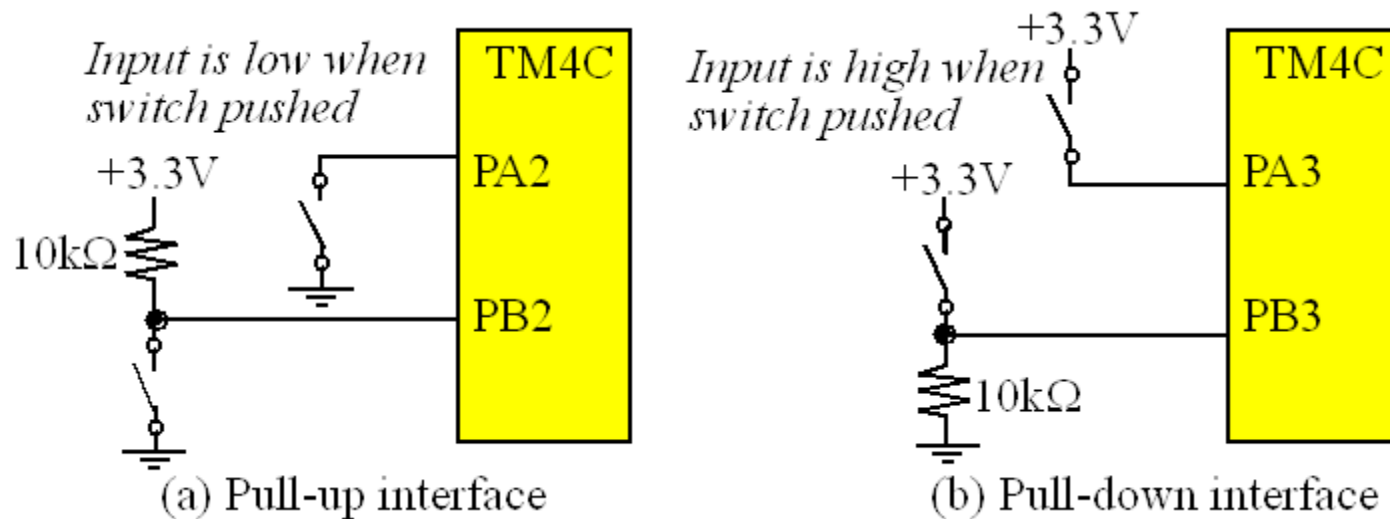 Input is low when
switch pushed
+3.3V
10kΩ
TM4C
PA2
PB2
(a) Pull-up interface
+3.3V
Input is high when
switch pushed
+3.3V
10kΩ
TM4C
PA3
PB3
(b) Pull-down interface